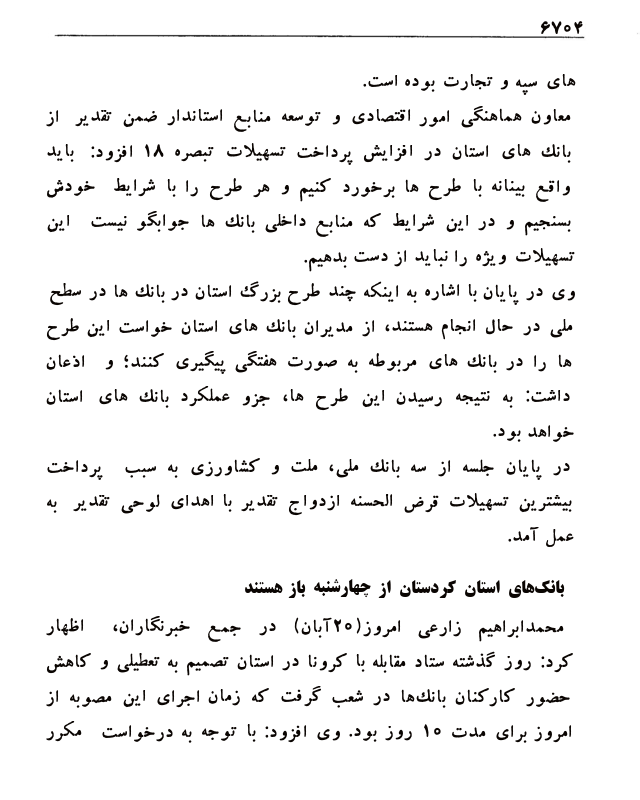 ۶۷۰۴
های سپه و تجارت بوده است.
معاون هماهنگی امور اقتصادی و توسعه منابع استاندار ضمن تقدیر از
بانک های استان در افزایش پرداخت تسهیلات تبصره ۱۸ افزود: باید
واقع بینانه با طرح ها برخورد کنیم و هر طرح را با شرایط خودش
بسنجیم و در این شرایط که منابع داخلی بانک ها جوابگو نیست این
تسهیلات ویژه را نباید از دست بدهیم.
وی در پایان با اشاره به اینکه چند طرح بزرگ استان در بانک ها در سطح
ملی در حال انجام هستند، از مدیران بانک های استان خواست این طرح
ها را در بانک های مربوطه به صورت هفتگی پیگیری کنند؛ و اذعان
داشت: به نتیجه رسیدن این طرح ها، جزو عملکرد بانک های استان
خواهد بود.
در پایان جلسه از سه بانک ملی، ملت و کشاورزی به سبب پرداخت
بیشترین تسهیلات قرض الحسنه ازدواج تقدیر با اهدای لوحی تقدیر به
عمل آمد.
بانک‌های استان کردستان از چهارشنبه باز هستند
محمدابراهیم زارعی امروز(۲۰آبان) در جمع خبرنگاران، اظهار
کرد: روز گذشته ستاد مقابله با کرونا در استان تصمیم به تعطیلی و کاهش
حضور کارکنان بانک‌ها در شعب گرفت که زمان اجرای این مصوبه از
امروز برای مدت ۱۰ روز بود. وی افزود: با توجه به درخواست مکرر